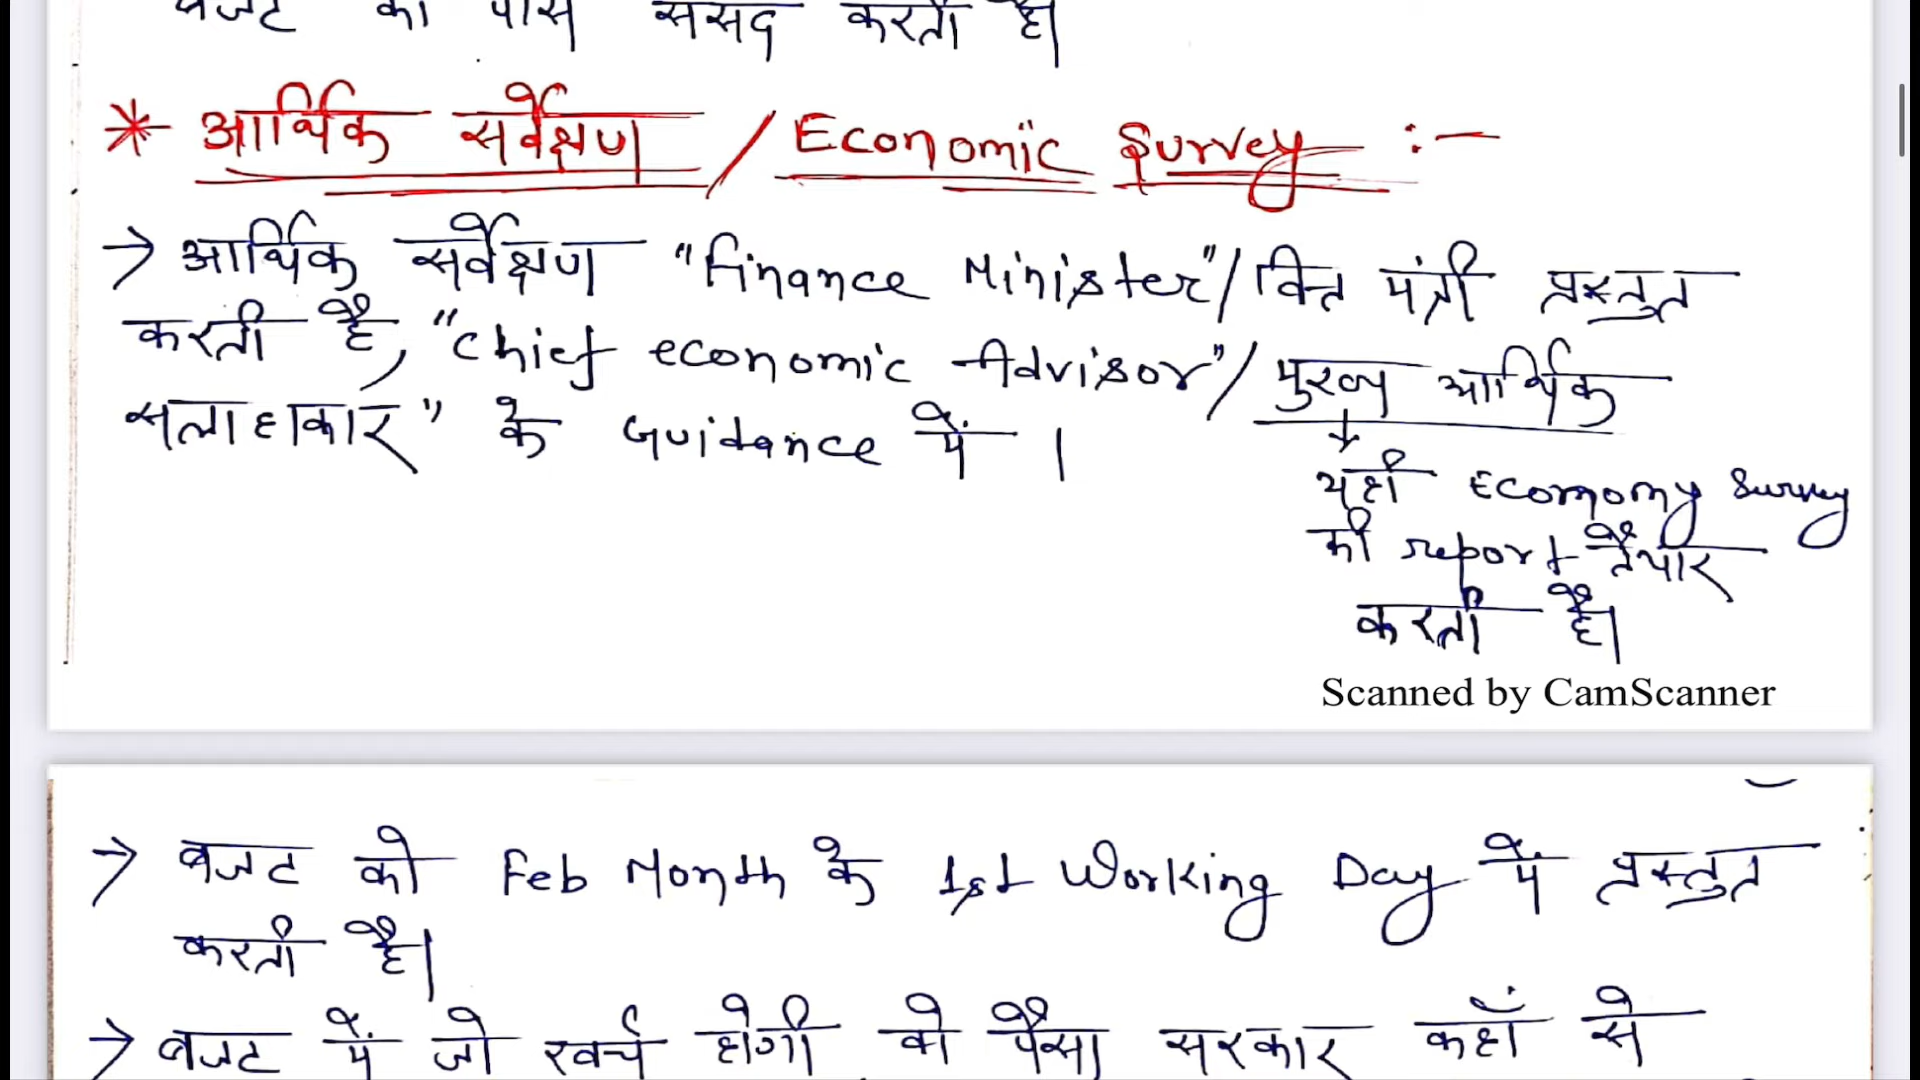 बजट को पास संसद करती है।
* आर्थिक सर्वेक्षण / Economic Survey :-
→ आर्थिक सर्वेक्षण "Finance Minister"/वित्त मंत्री प्रस्तुत
करती है, "Chief economic Advisor"/मुख्य आर्थिक
सलाहाकार" के Guidance में।
यही Economy Survey
की report तैयार
करती है।
Scanned by CamScanner
→ बजट को Feb Month के 1st Working Day में प्रस्तुत
करती है।
→ बजट में जो खर्च होगी वो पैसा सरकार कहाँ से